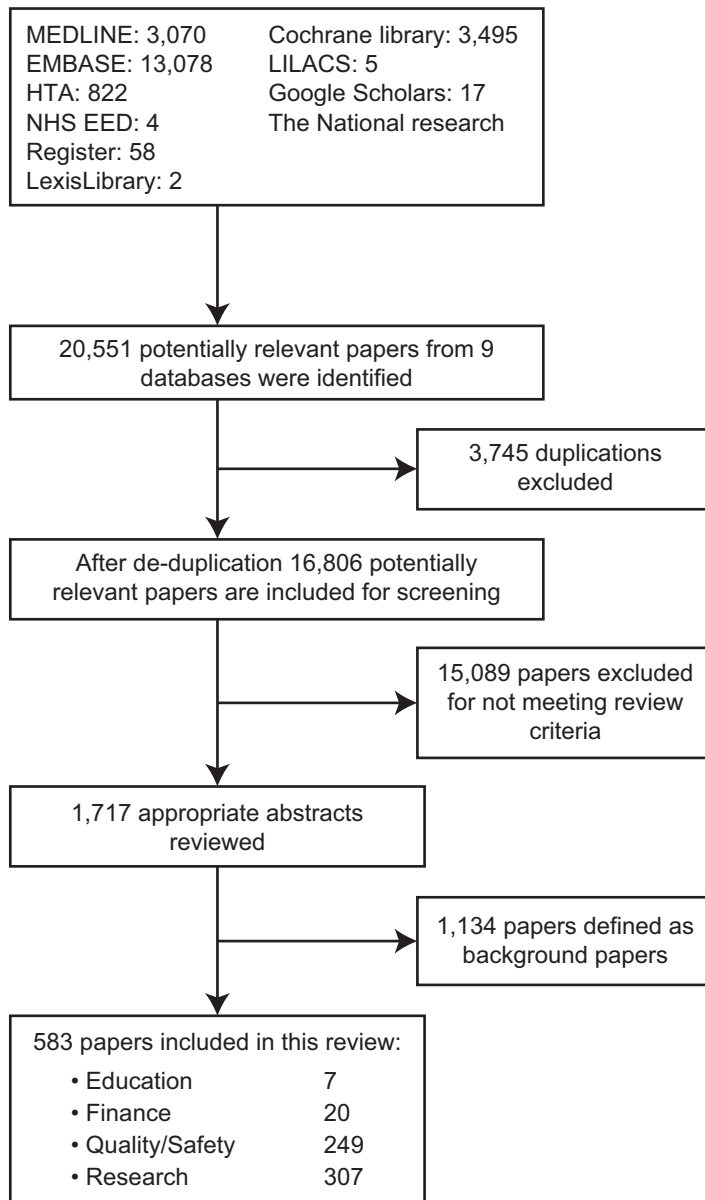 MEDLINE: 3,070
EMBASE: 13,078
HTA: 822
NHS EED: 4
Register: 58
LexisLibrary: 2
Cochrane library: 3,495
LILACS: 5
Google Scholars: 17
The National research
20,551 potentially relevant papers from 9
databases were identified
3,745 duplications
excluded
After de-duplication 16,806 potentially
relevant papers are included for screening
15,089 papers excluded
for not meeting review
criteria
1,717 appropriate abstracts
reviewed
1,134 papers defined as
background papers
583 papers included in this review:
• Education 7
• Finance 20
• Quality/Safety 249
• Research 307